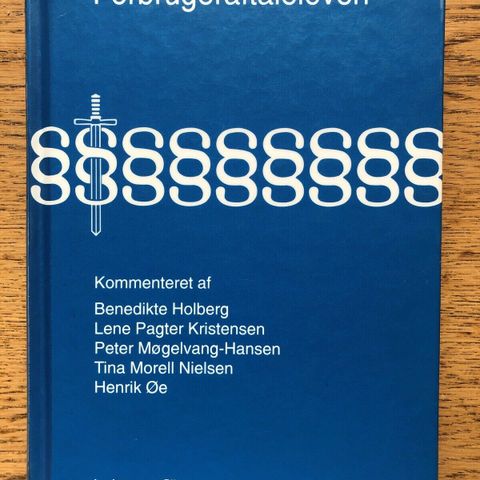 Forbrugeraftaleloven
§§§§§§§§§
§§§§§§§§§
Kommenteret af
Benedikte Holberg
Lene Pagter Kristensen
Peter Møgelvang-Hansen
Tina Morell Nielsen
Henrik Øe